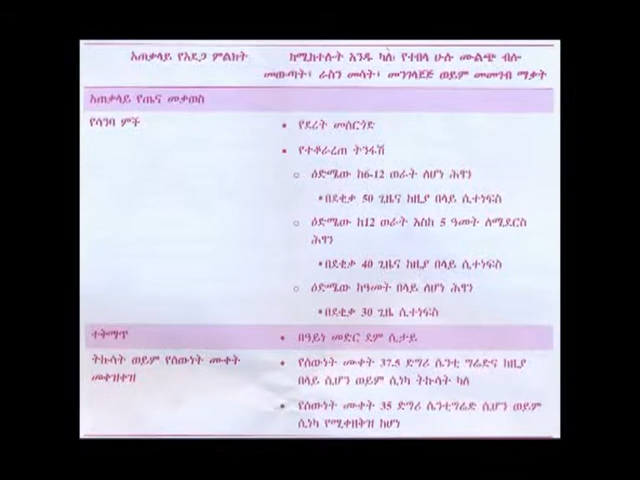 አጠቃላይ የአደጋ ምልክት
ከሚከተሉት አንዱ ካለ የተበላ ሁሉ ሙልጭ ብሎ
መውጣት፣ ራስን መሳት፣ መንገላጀጅ ወይም መመገብ ማቃት
አጠቃላይ የጤና መቃወስ
የሳንባ ምች
• የደረት መሰርጎድ
• የተቆራረጠ ትንፋሽ
○ ዕድሜው ከ6-12 ወራት ለሆነ ሕፃን
*በደቂቃ 50 ጊዜና ከዚያ በላይ ሲተነፍስ
○ ዕድሜው ከ12 ወራት እስከ 5 ዓመት ለሚደርስ
ሕፃን
*በደቂቃ 40 ጊዜና ከዚያ በላይ ሲተነፍስ
○ ዕድሜው ከዓመት በላይ ለሆነ ሕፃን
*በደቂቃ 30 ጊዜ ሲተነፍስ
ተቅማጥ
• በዓይነ ምድር ደም ሲታይ
ትኩሳት ወይም የሰውነት ሙቀት
መቀዝቀዝ
• የሰውነት ሙቀት 37.5 ድግሪ ሴንቲ ግሬድና ከዚያ
በላይ ሲሆን ወይም ሲነካ ትኩሳት ካለ
• የሰውነት ሙቀት 35 ድግሪ ሴንቲግሬድ ሲሆን ወይም
ሲነካ የሚቀዘቅዝ ከሆነ